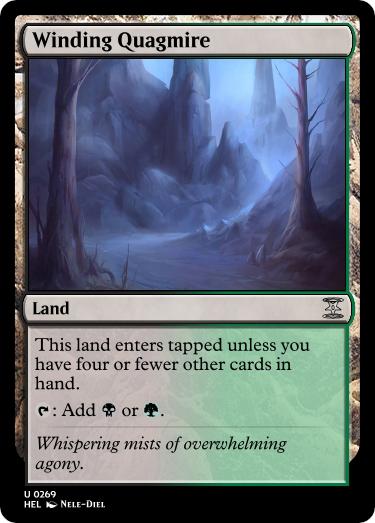 Winding Quagmire
Land
This land enters tapped unless you
have four or fewer other cards in
hand.
: Add or .
Whispering mists of overwhelming
agony.
U 0269
HEL NELE-DIEL